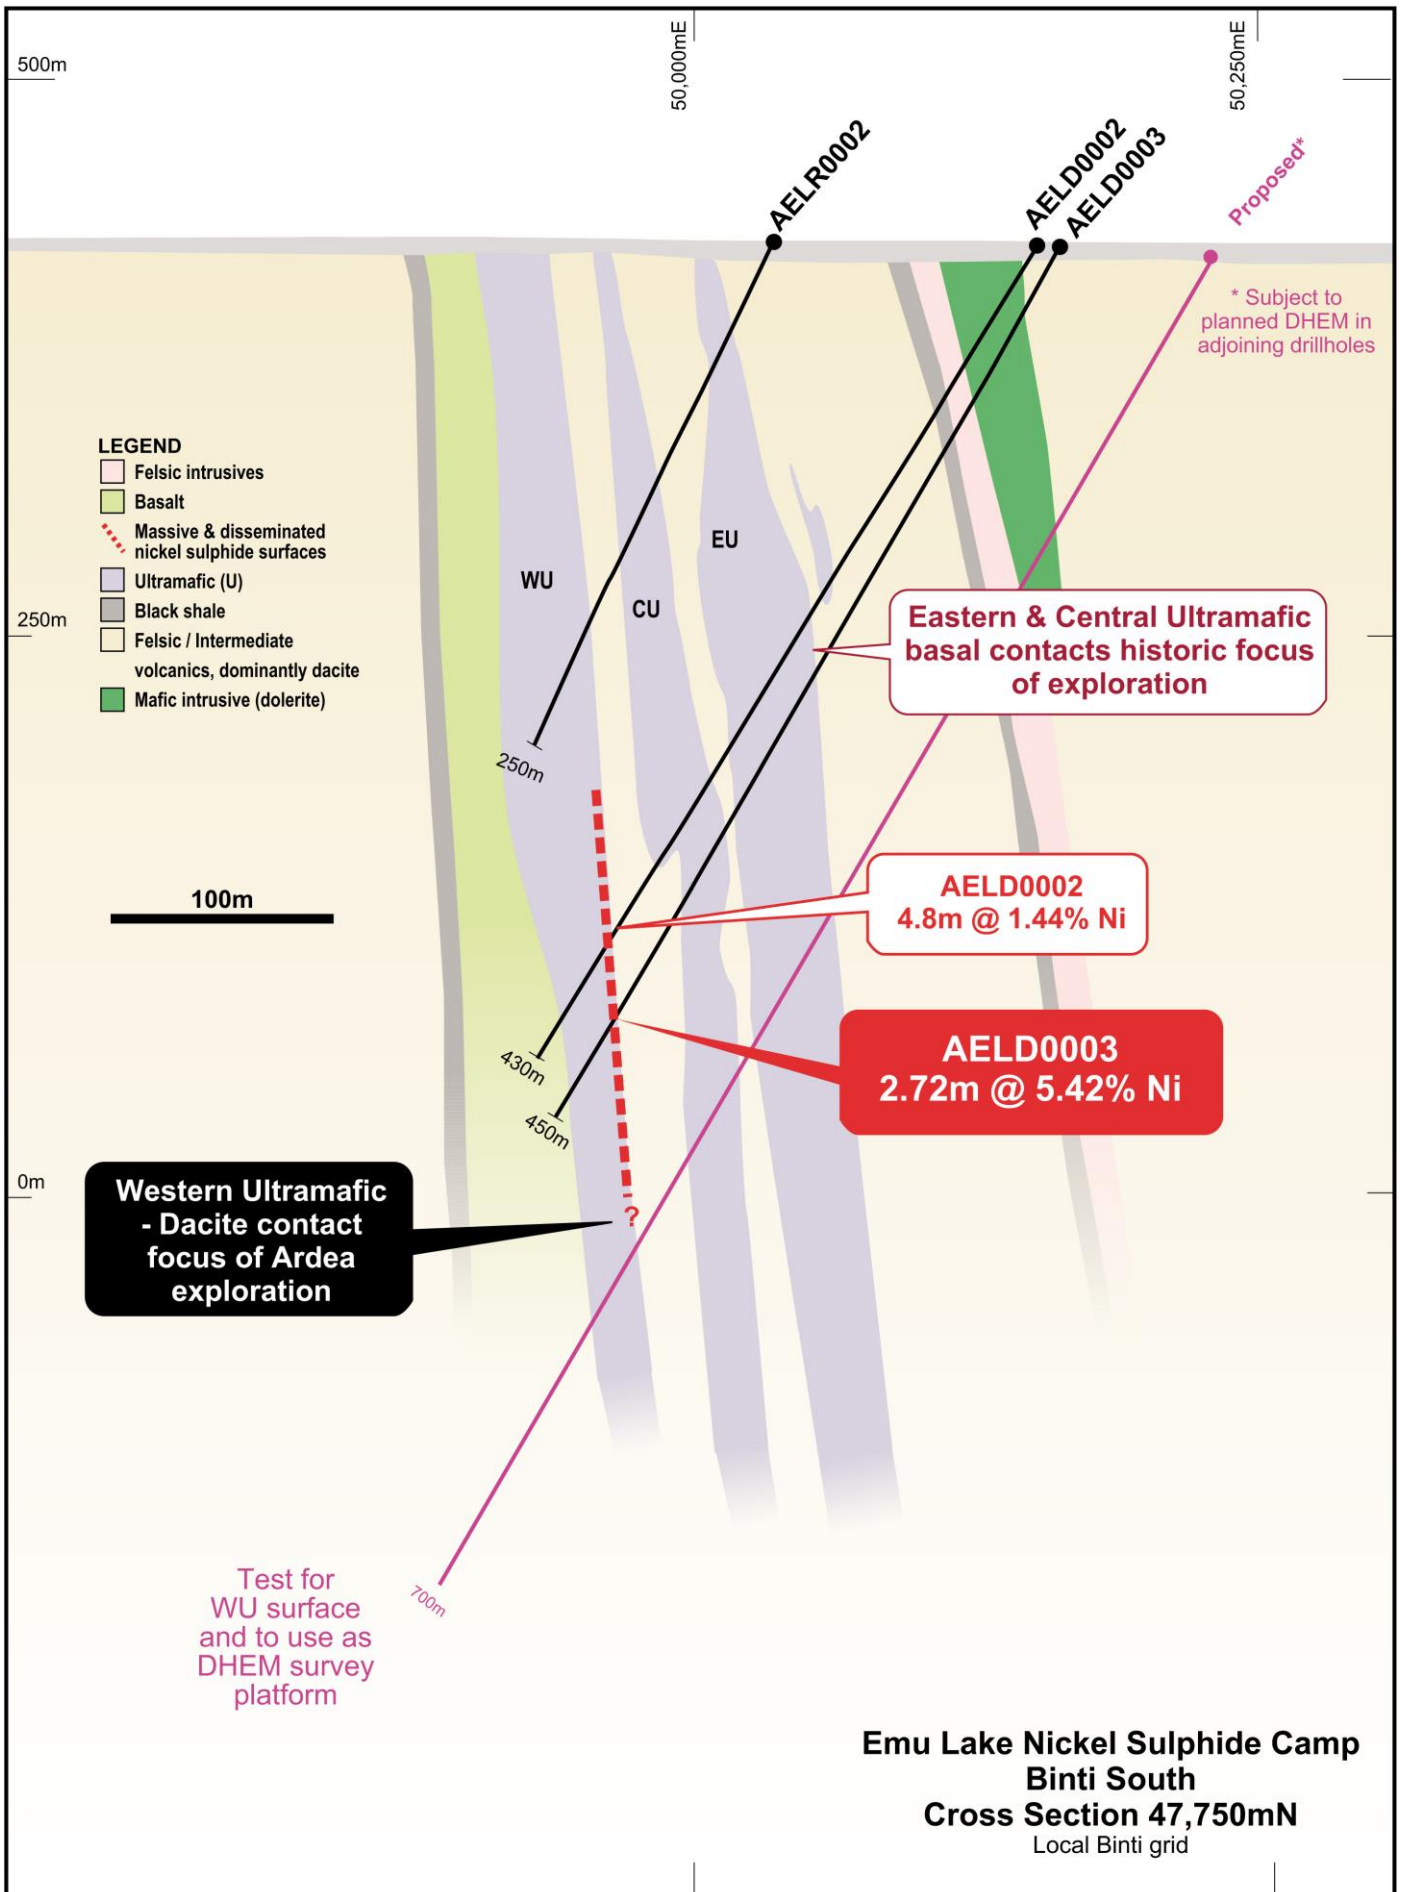 50,000mE
50,250mE
500m
AELR0002
AELD0002
AELD0003
Proposed*
* Subject to
planned DHEM in
adjoining drillholes
LEGEND
Felsic intrusives
Basalt
Massive & disseminated
nickel sulphide surfaces
Ultramafic (U)
Black shale
Felsic / Intermediate
volcanics, dominantly dacite
Mafic intrusive (dolerite)
WU
CU
EU
250m
Eastern & Central Ultramafic
basal contacts historic focus
of exploration
250m
100m
AELD0002
4.8m @ 1.44% Ni
AELD0003
2.72m @ 5.42% Ni
430m
450m
0m
Western Ultramafic
- Dacite contact
focus of Ardea
exploration
?
700m
Test for
WU surface
and to use as
DHEM survey
platform
Emu Lake Nickel Sulphide Camp
Binti South
Cross Section 47,750mN
Local Binti grid